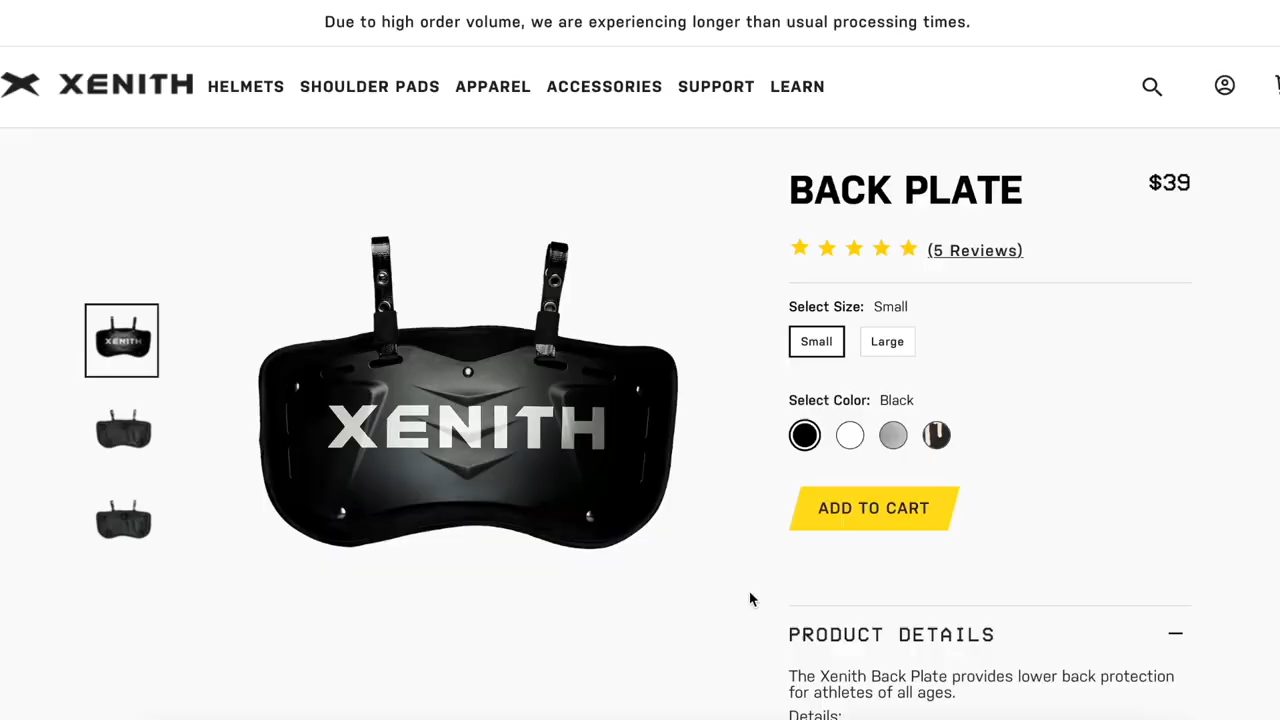 Due to high order volume, we are experiencing longer than usual processing times.
XENITH HELMETS SHOULDER PADS APPAREL ACCESSORIES SUPPORT LEARN
BACK PLATE $39
(5 Reviews)
Select Size: Small
Small Large
Select Color: Black
ADD TO CART
XENITH
XENITH
PRODUCT DETAILS
The Xenith Back Plate provides lower back protection
for athletes of all ages.
Details: